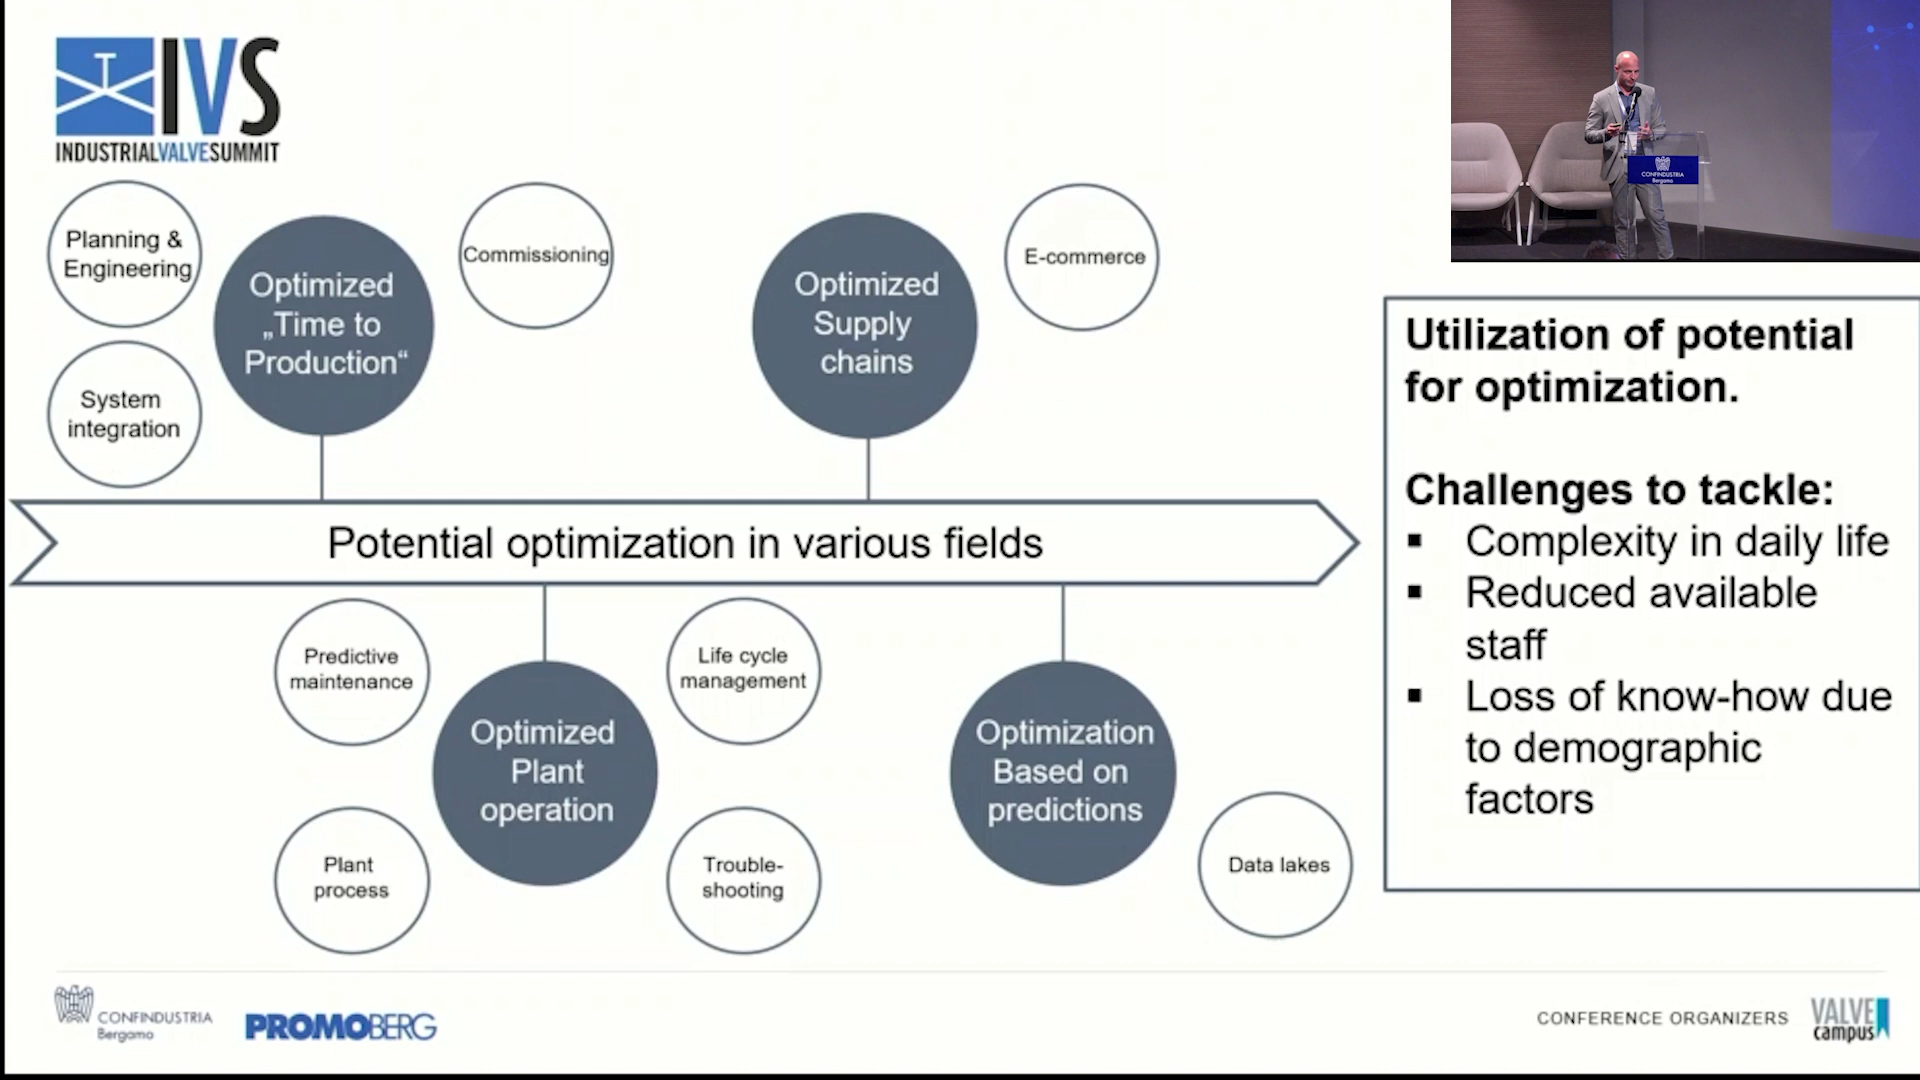 IVS
INDUSTRIALVALVESUMMIT
CONFINDUSTRIA
Bergamo
Planning &
Engineering
System
integration
Optimized
„Time to
Production“
Commissioning
Optimized
Supply
chains
E-commerce
Potential optimization in various fields
Predictive
maintenance
Plant
process
Optimized
Plant
operation
Life cycle
management
Trouble-
shooting
Optimization
Based on
predictions
Data lakes
Utilization of potential
for optimization.
Challenges to tackle:
▪ Complexity in daily life
▪ Reduced available
staff
▪ Loss of know-how due
to demographic
factors
CONFINDUSTRIA
Bergamo
PROMOBERG
CONFERENCE ORGANIZERS
VALVE
campus